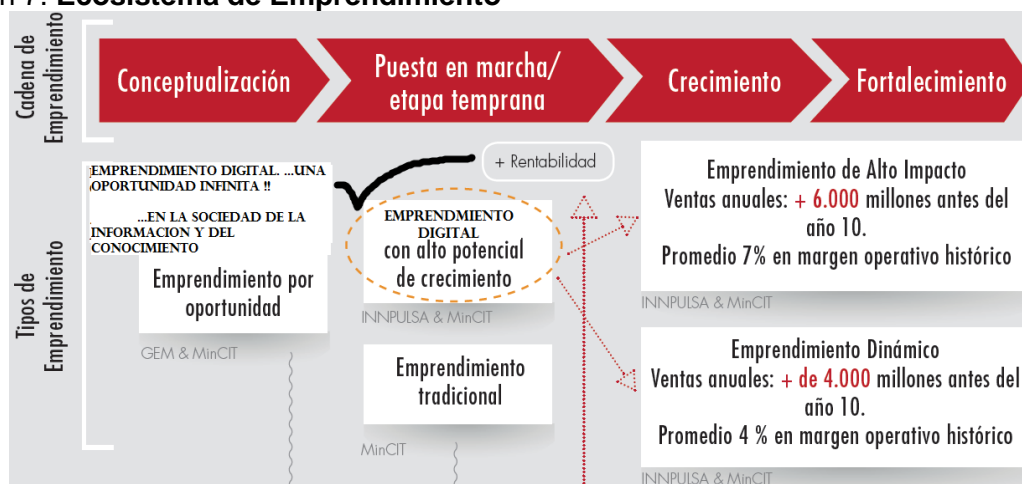 7. Ecosistema de Emprendimiento
Cadena de
Emprendimiento
Conceptualización
Puesta en marcha/
etapa temprana
Crecimiento
Fortalecimiento
Tipos de
Emprendimiento
EMPRENDIMIENTO DIGITAL. ...UNA
OPORTUNIDAD INFINITA !!
...EN LA SOCIEDAD DE LA
INFORMACION Y DEL
CONOCIMIENTO
Emprendimiento por
oportunidad
GEM & MinCIT
+ Rentabilidad
EMPRENDMIENTO
DIGITAL
con alto potencial
de crecimiento
INNPULSA & MinCIT
Emprendimiento
tradicional
MinCIT
Emprendimiento de Alto Impacto
Ventas anuales: + 6.000 millones antes del
año 10.
Promedio 7% en margen operativo histórico
INNPULSA & MinCIT
Emprendimiento Dinámico
Ventas anuales: + de 4.000 millones antes del
año 10.
Promedio 4 % en margen operativo histórico
INNPULSA & MinCIT